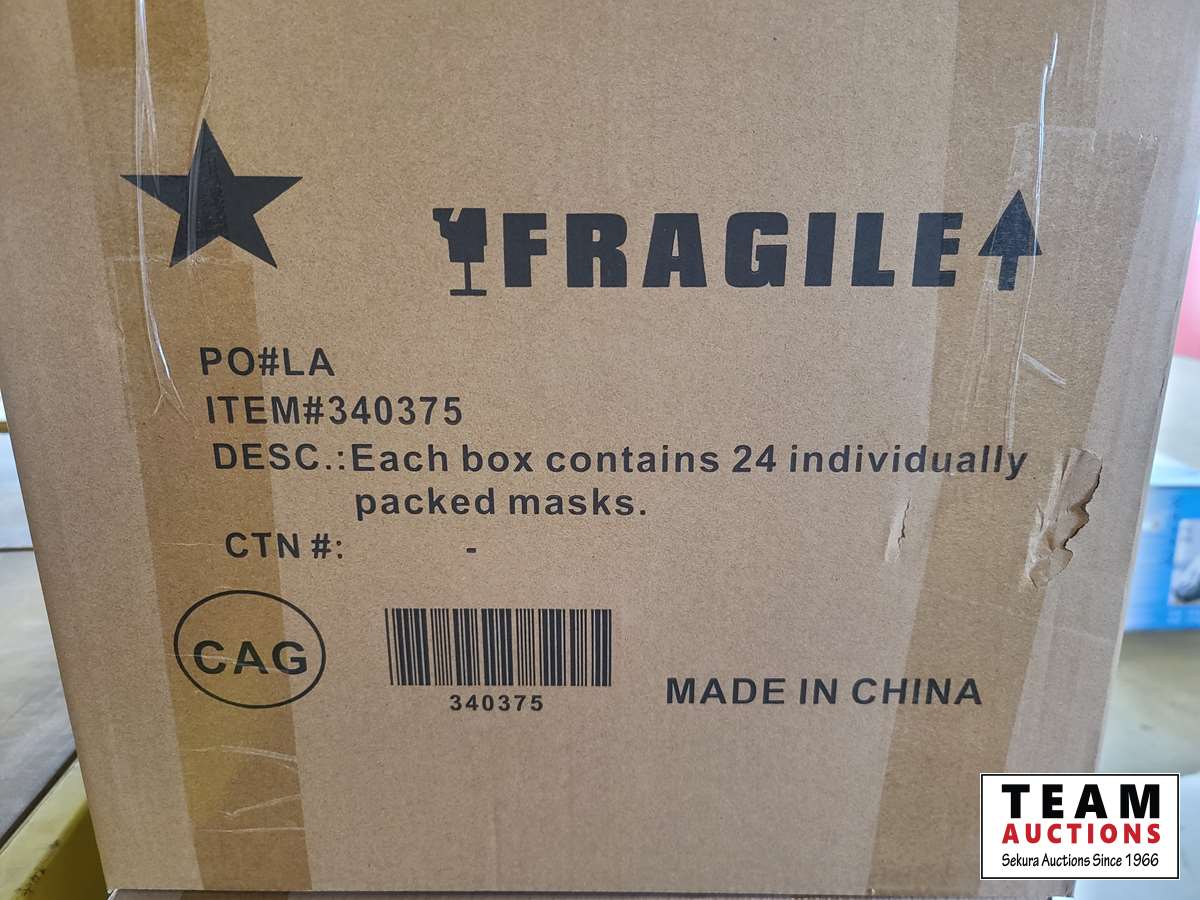 FRAGILE
PO#LA
ITEM#340375
DESC.:Each box contains 24 individually
packed masks.
CTN #: -
CAG
340375
MADE IN CHINA
TEAM
AUCTIONS
Sekura Auctions Since 1966